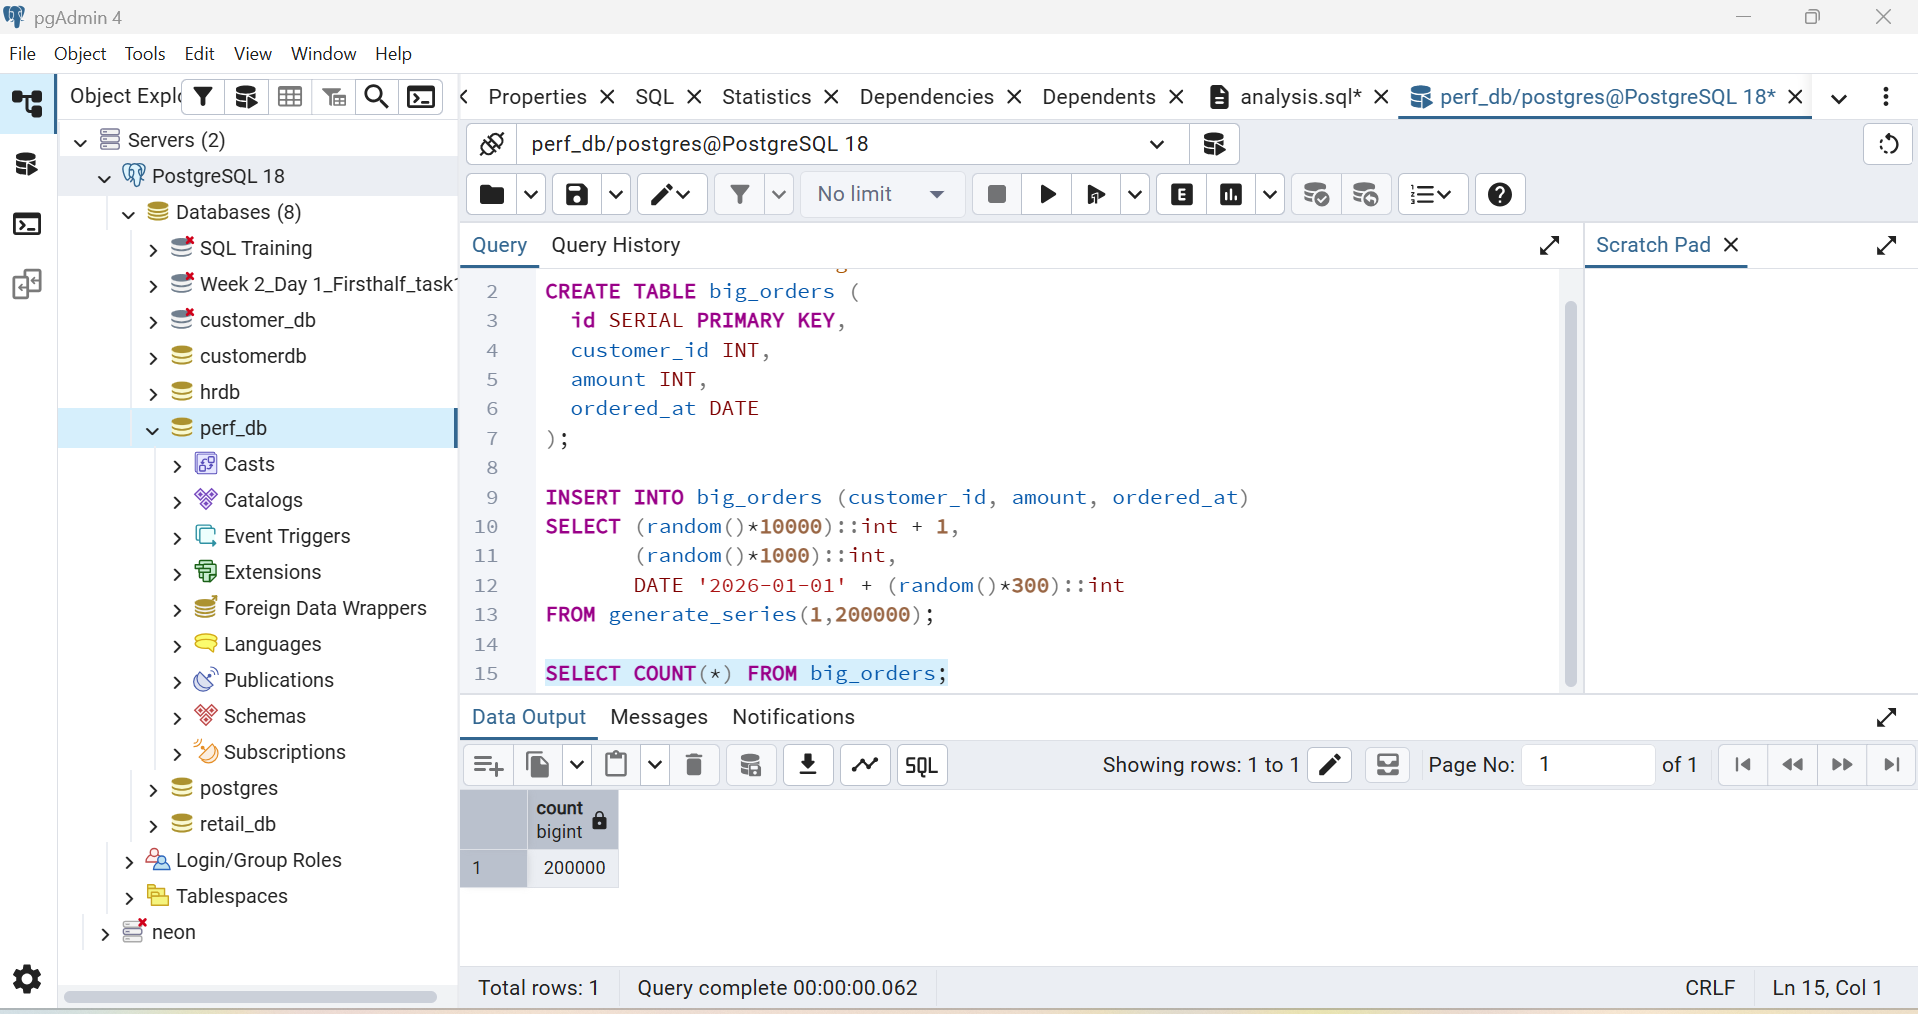 pgAdmin 4
File Object Tools Edit View Window Help
Object Expl
Properties SQL Statistics Dependencies Dependents analysis.sql* perf_db/postgres@PostgreSQL 18*
Servers (2)
PostgreSQL 18
Databases (8)
SQL Training
Week 2_Day 1_Firsthalf_task
customer_db
customerdb
hrdb
perf_db
Casts
Catalogs
Event Triggers
Extensions
Foreign Data Wrappers
Languages
Publications
Schemas
Subscriptions
postgres
retail_db
Login/Group Roles
Tablespaces
neon
perf_db/postgres@PostgreSQL 18
No limit
E
Query Query History
Scratch Pad
2 CREATE TABLE big_orders (
3 id SERIAL PRIMARY KEY,
4 customer_id INT,
5 amount INT,
6 ordered_at DATE
7 );
8
9 INSERT INTO big_orders (customer_id, amount, ordered_at)
10 SELECT (random()*10000)::int + 1,
11 (random()*1000)::int,
12 DATE '2026-01-01' + (random()*300)::int
13 FROM generate_series(1,200000);
14
15 SELECT COUNT(*) FROM big_orders;
Data Output Messages Notifications
SQL Showing rows: 1 to 1 Page No: 1 of 1
count
bigint
1 200000
Total rows: 1 Query complete 00:00:00.062 CRLF Ln 15, Col 1